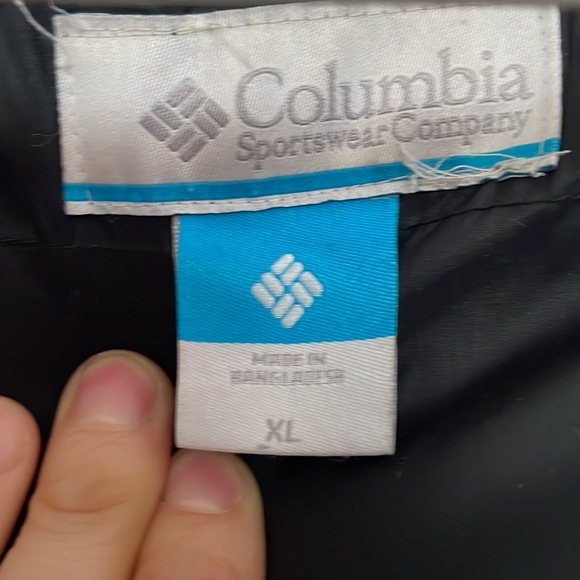 Columbia
Sportswear Company
MADE IN
BANGLADESH
XL